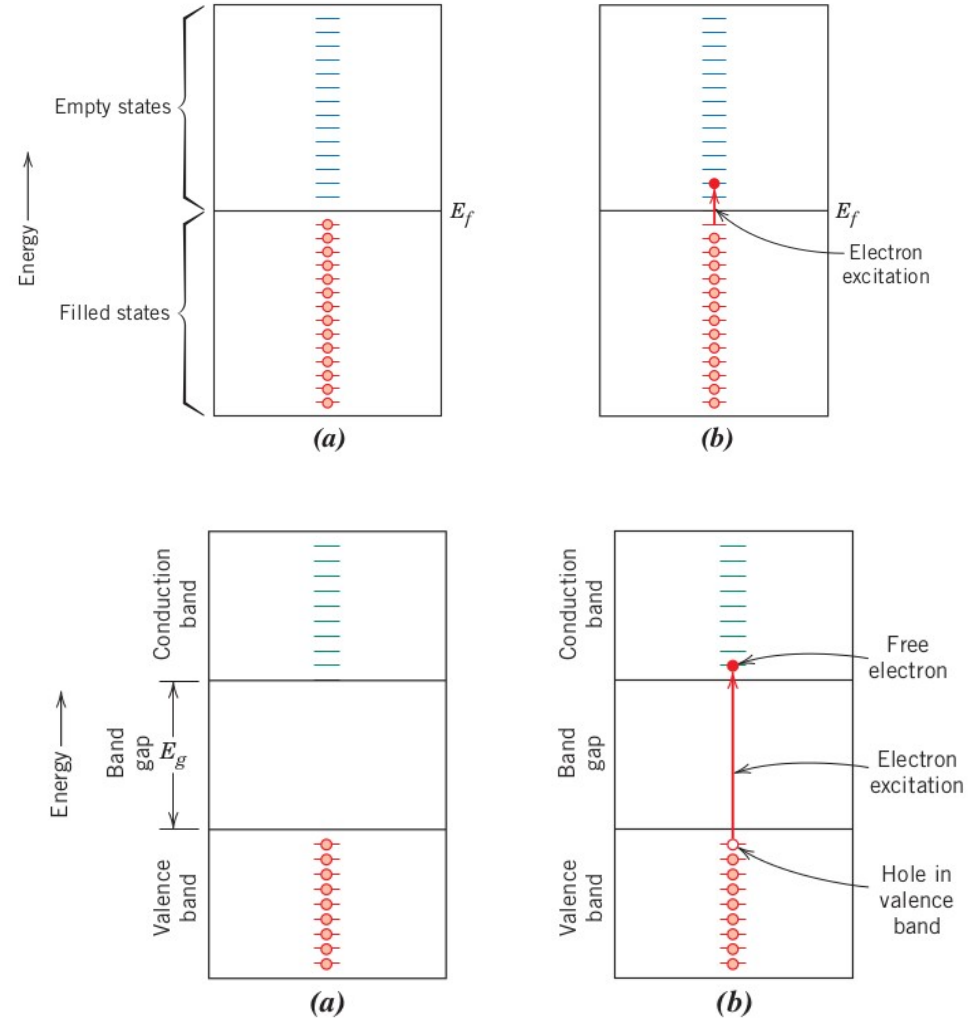 Empty states
Energy
Filled states
E_f
(a)
E_f
Electron
excitation
(b)
Energy
Conduction
band
Band
gap
E_g
Valence
band
(a)
Conduction
band
Band
gap
Valence
band
Free
electron
Electron
excitation
Hole in
valence
band
(b)